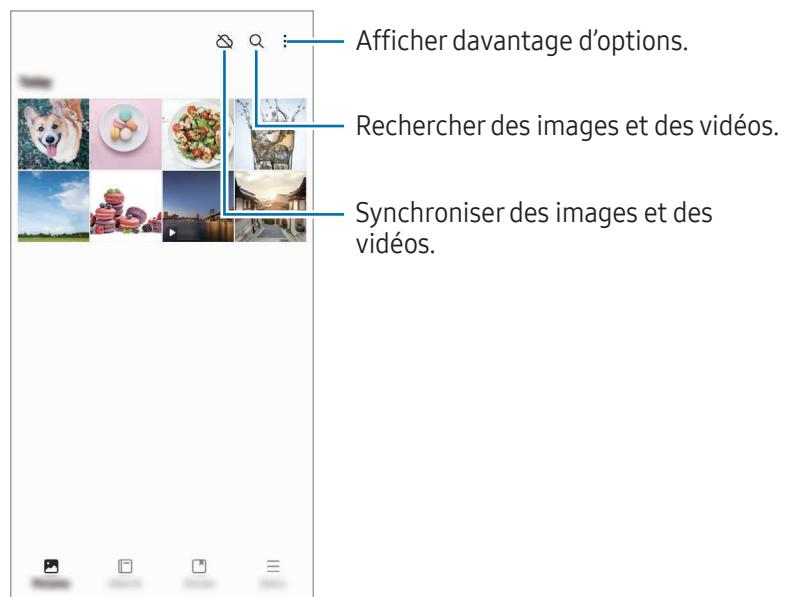 Afficher davantage d'options.
Rechercher des images et des vidéos.
Synchroniser des images et des
vidéos.